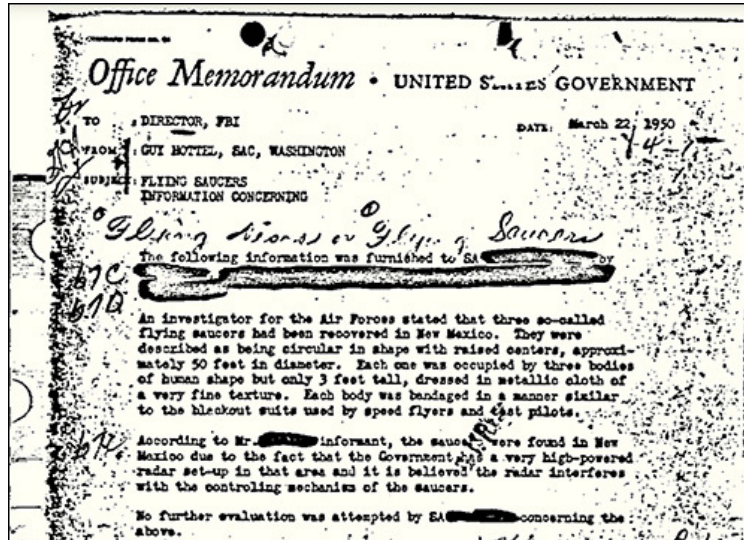 Office Memorandum • UNITED STATES GOVERNMENT
TO : DIRECTOR, FBI DATE: March 22, 1950
FROM : GUY HOTTEL, SAC, WASHINGTON
SUBJECT: FLYING SAUCERS
INFORMATION CONCERNING
Flying Discs or Flying Saucers
The following information was furnished to SA by
b7C
b7D
An investigator for the Air Forces stated that three so-called
flying saucers had been recovered in New Mexico. They were
described as being circular in shape with raised centers, approxi-
mately 50 feet in diameter. Each one was occupied by three bodies
of human shape but only 3 feet tall, dressed in metallic cloth of
a very fine texture. Each body was bandaged in a manner similar
to the blackout suits used by speed flyers and test pilots.
According to Mr. informant, the saucers were found in New
Mexico due to the fact that the Government has a very high-powered
radar set-up in that area and it is believed the radar interferes
with the controling mechanism of the saucers.
No further evaluation was attempted by SA concerning the
above.